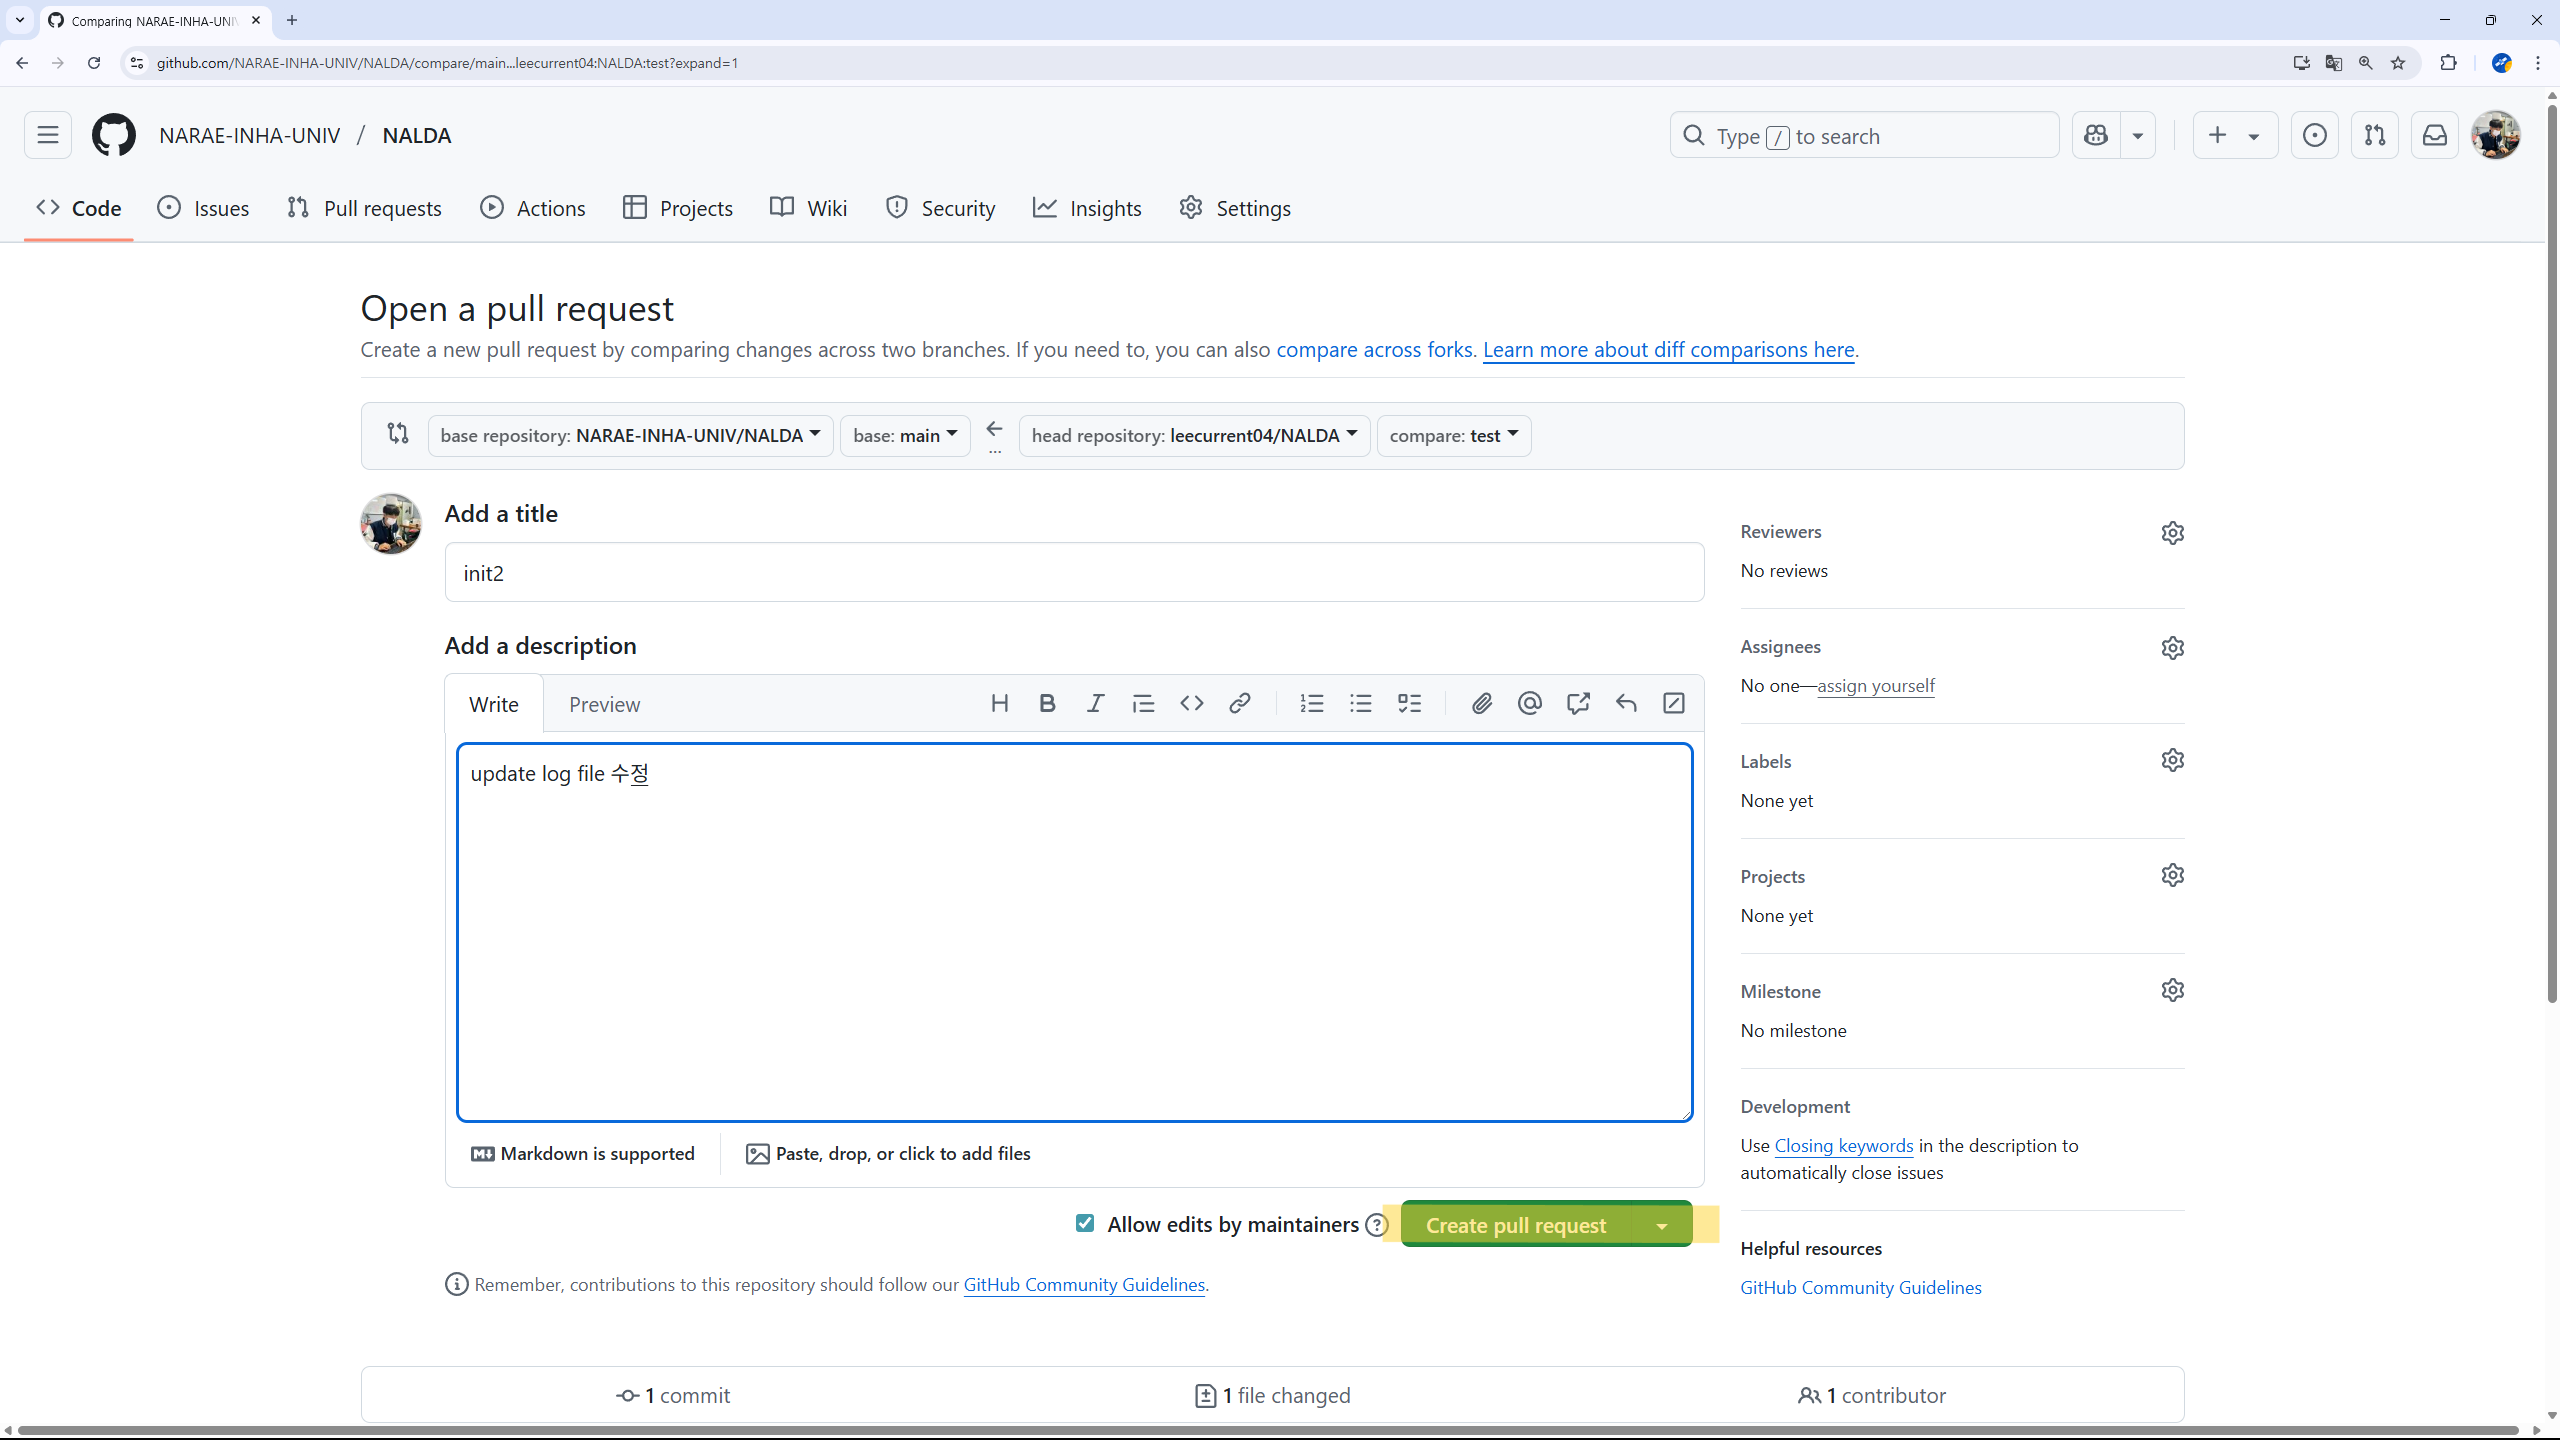 Comparing NARAE-INHA-UNI
github.com/NARAE-INHA-UNIV/NALDA/compare/main...leecurrent04:NALDA:test?expand=1
NARAE-INHA-UNIV / NALDA
Type / to search
Code
Issues
Pull requests
Actions
Projects
Wiki
Security
Insights
Settings
Open a pull request
Create a new pull request by comparing changes across two branches. If you need to, you can also compare across forks. Learn more about diff comparisons here.
base repository: NARAE-INHA-UNIV/NALDA
base: main
...
head repository: leecurrent04/NALDA
compare: test
Add a title
init2
Add a description
Write
Preview
update log file 수정
Markdown is supported
Paste, drop, or click to add files
Allow edits by maintainers
Create pull request
Remember, contributions to this repository should follow our GitHub Community Guidelines.
Reviewers
No reviews
Assignees
No one—assign yourself
Labels
None yet
Projects
None yet
Milestone
No milestone
Development
Use Closing keywords in the description to
automatically close issues
Helpful resources
GitHub Community Guidelines
1 commit
1 file changed
1 contributor